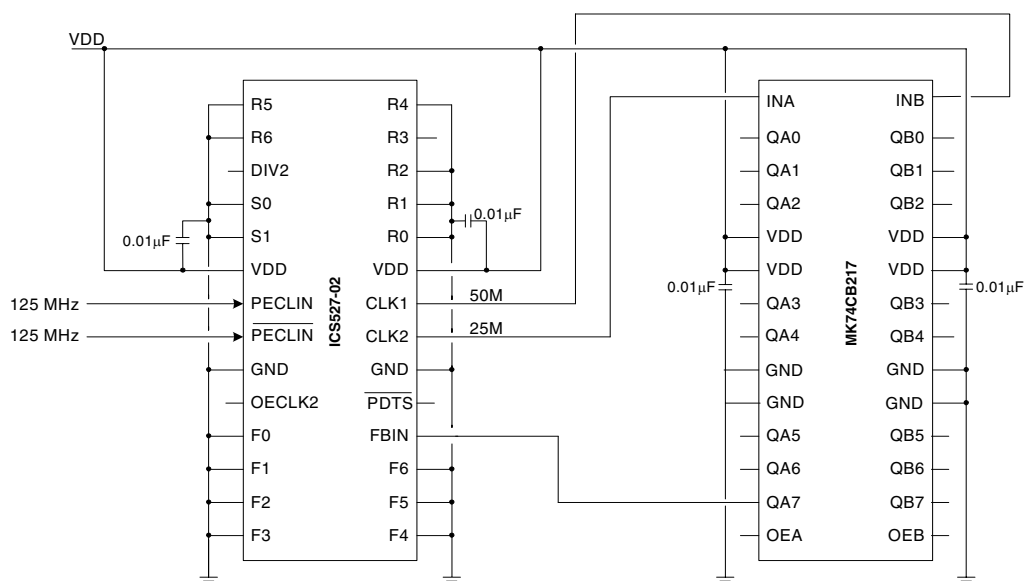 VDD
R5 R4
R6 R3
DIV2 R2
S0 R1
S1 R0
VDD VDD
PECLIN CLK1
PECLIN CLK2
GND GND
OECLK2 PDTS
F0 FBIN
F1 F6
F2 F5
F3 F4
ICS527-02
0.01µF
0.01µF
125 MHz
125 MHz
50M
25M
INA INB
QA0 QB0
QA1 QB1
QA2 QB2
VDD VDD
VDD VDD
QA3 QB3
QA4 QB4
GND GND
GND GND
QA5 QB5
QA6 QB6
QA7 QB7
OEA OEB
MK74CB217
0.01µF
0.01µF